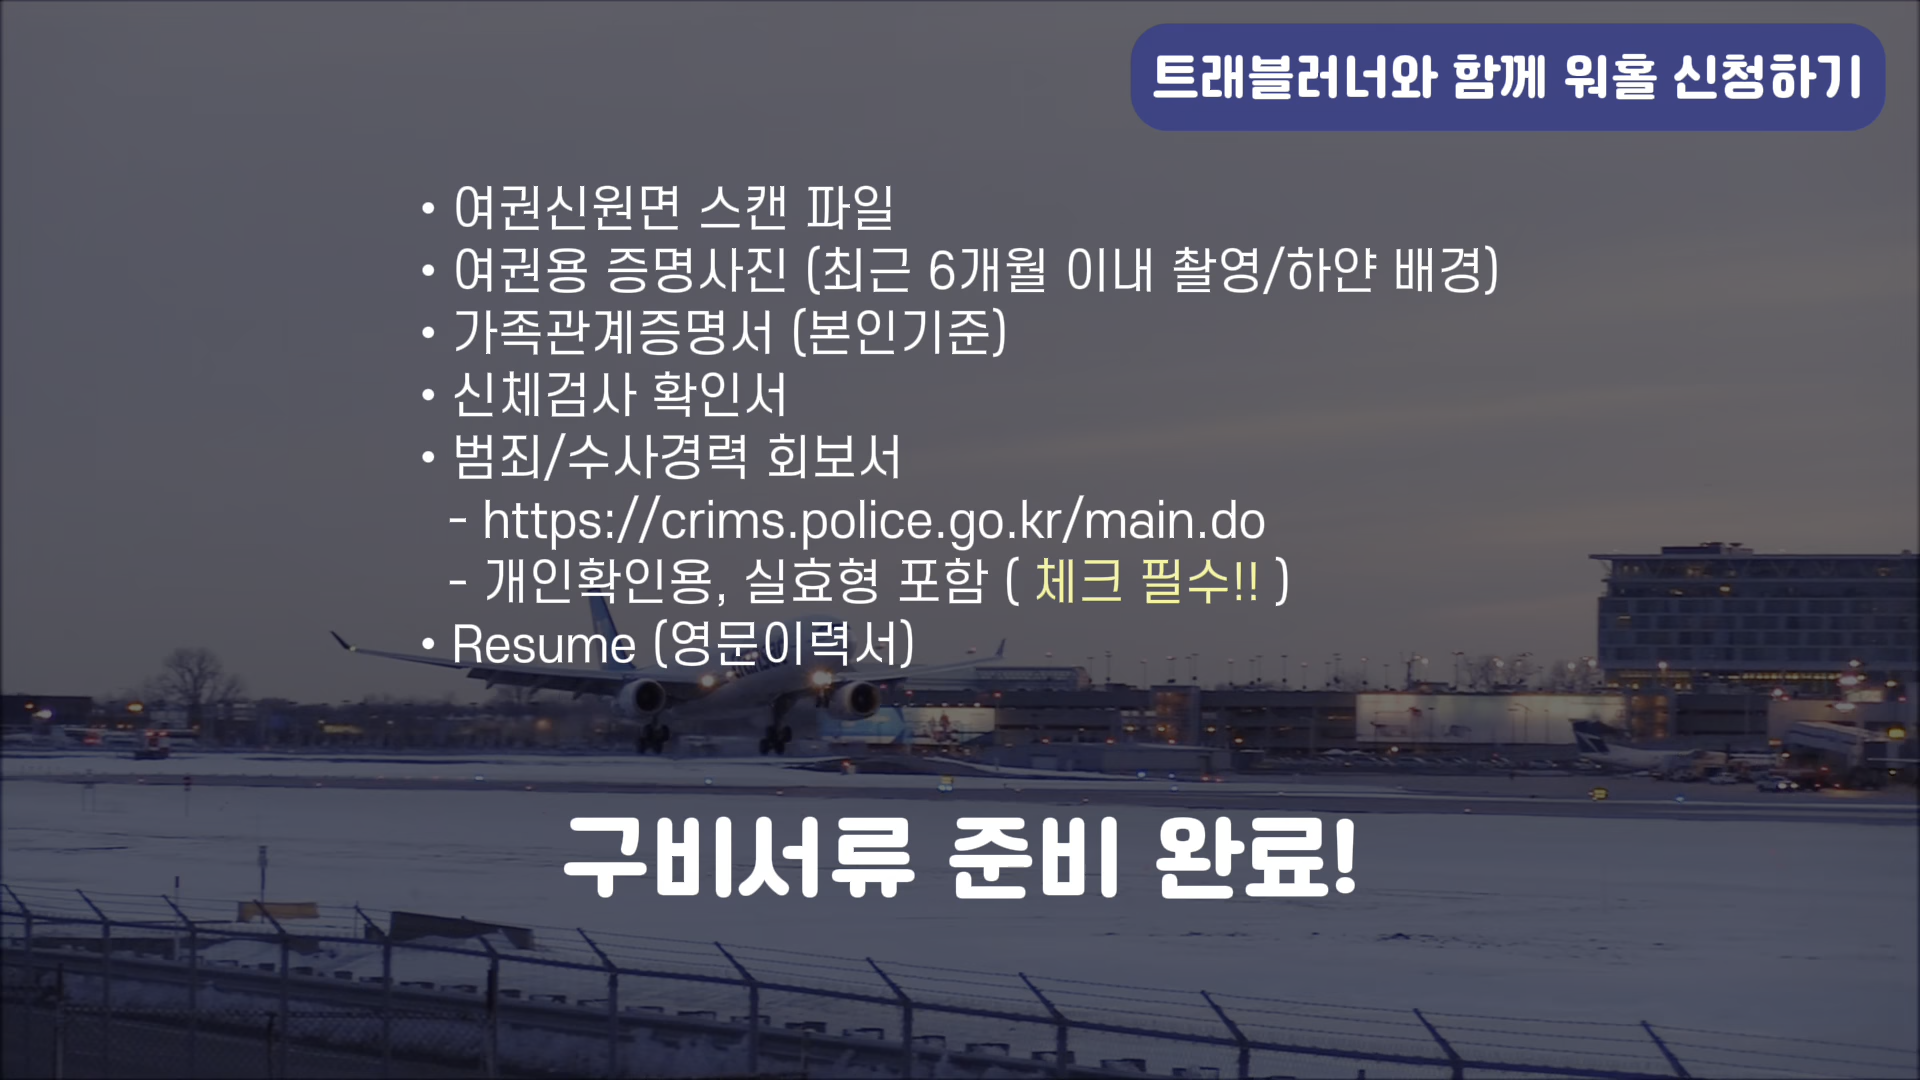 트래블러너와 함께 워홀 신청하기
• 여권신원면 스캔 파일
• 여권용 증명사진 (최근 6개월 이내 촬영/하얀 배경)
• 가족관계증명서 (본인기준)
• 신체검사 확인서
• 범죄/수사경력 회보서
- https://crims.police.go.kr/main.do
- 개인확인용, 실효형 포함 ( 체크 필수!! )
• Resume (영문이력서)
구비서류 준비 완료!